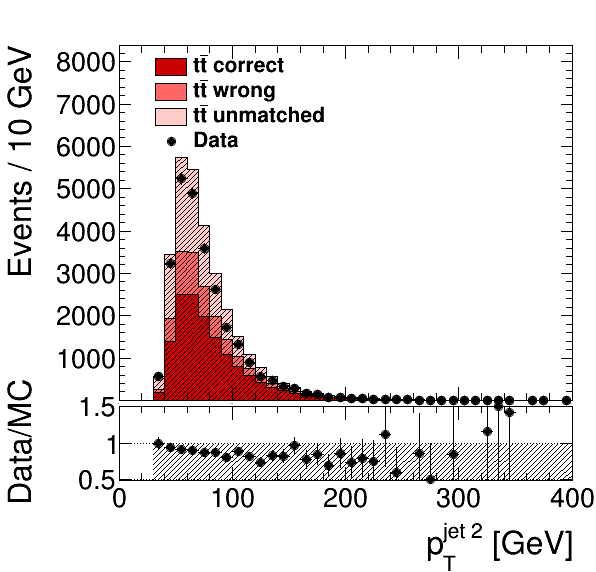 Events / 10 GeV
8000
7000
6000
5000
4000
3000
2000
1000
tt̄ correct
tt̄ wrong
tt̄ unmatched
Data
Data/MC
1.5
1
0.5
0 100 200 300 400
p_T^{jet 2} [GeV]